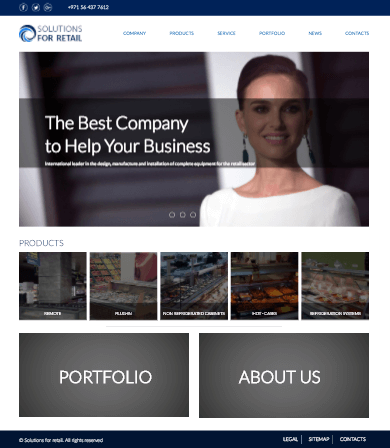 +971 56 437 7612
SOLUTIONS
FOR RETAIL
COMPANY PRODUCTS SERVICE PORTFOLIO NEWS CONTACTS
The Best Company
to Help Your Business
International leader in the design, manufacture and installation of complete equipment for the retail sector
PRODUCTS
REMOTE PLUG-IN NON REFRIGERATED CABINETS HOT - CASES REFRIGERATION SYSTEMS
PORTFOLIO ABOUT US
© Solutions for retail. All rights reserved LEGAL SITEMAP CONTACTS